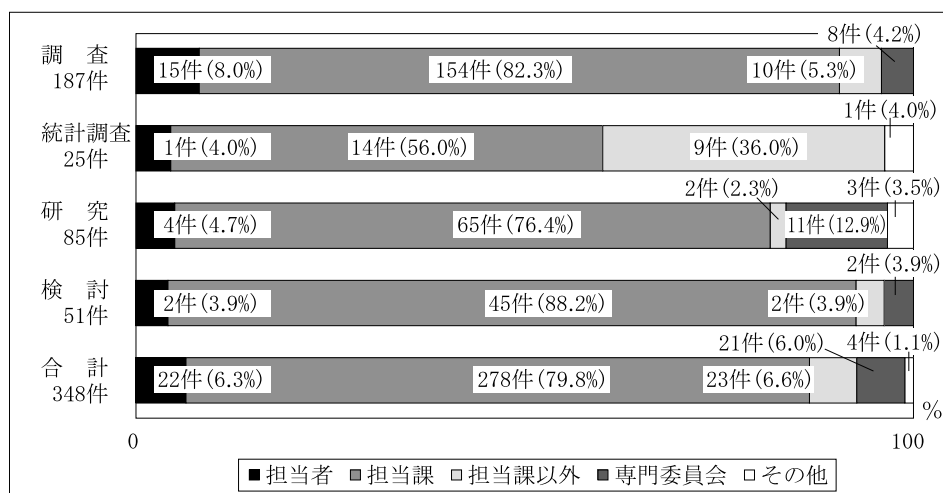 8件(4.2%)
調　査
187件
15件(8.0%)
154件(82.3%)
10件(5.3%)
1件(4.0%)
統計調査
25件
1件(4.0%)
14件(56.0%)
9件(36.0%)
2件(2.3%)
3件(3.5%)
研　究
85件
4件(4.7%)
65件(76.4%)
11件(12.9%)
2件(3.9%)
検　討
51件
2件(3.9%)
45件(88.2%)
2件(3.9%)
21件(6.0%)
4件(1.1%)
合　計
348件
22件(6.3%)
278件(79.8%)
23件(6.6%)
%
0
100
■担当者 ■担当課 □担当課以外 ■専門委員会 □その他